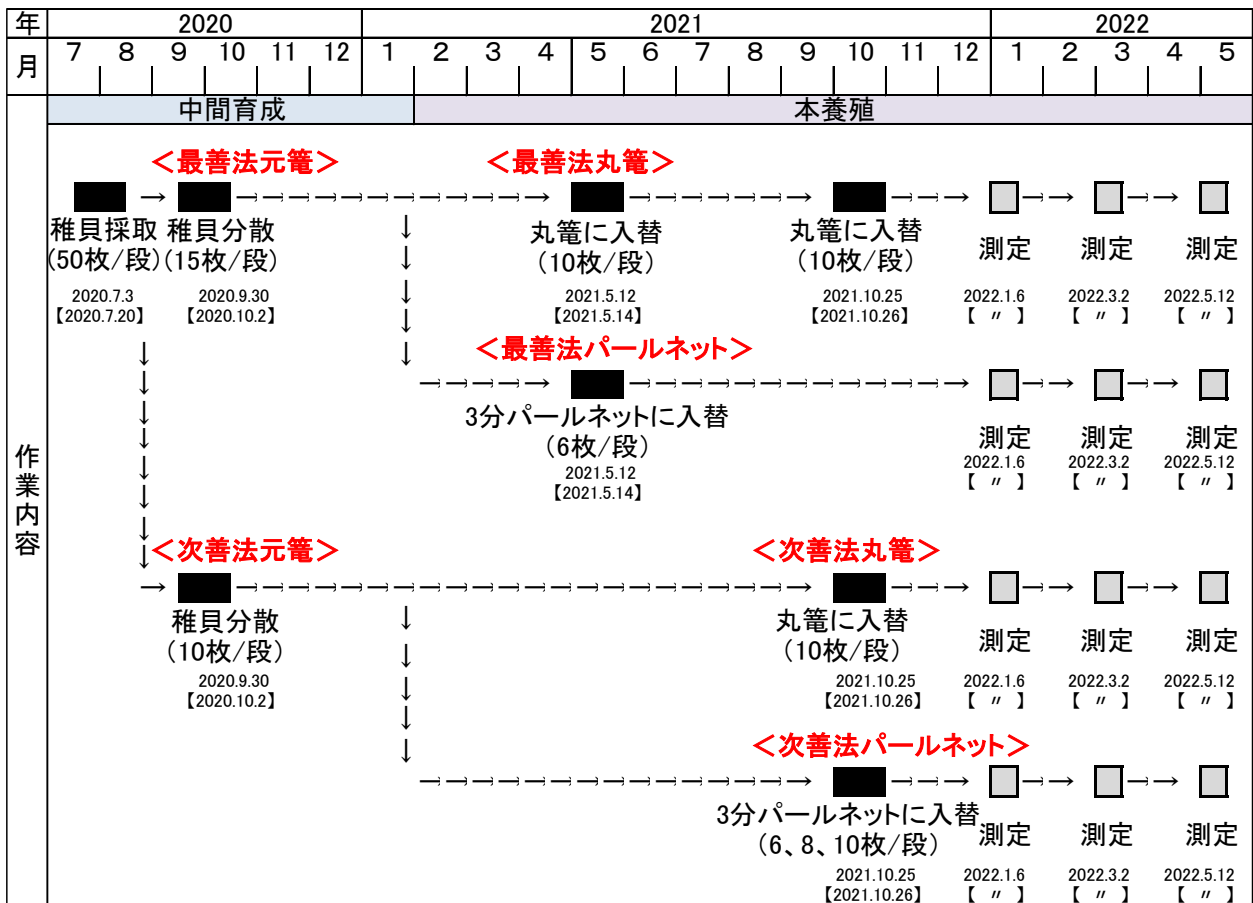 年 2020 2021 2022
月 7 8 9 10 11 12 1 2 3 4 5 6 7 8 9 10 11 12 1 2 3 4 5
中間育成 本養殖
作業内容
＜最善法元篭＞ ＜最善法丸篭＞
稚貝採取 稚貝分散 丸篭に入替 丸篭に入替 測定 測定 測定
(50枚/段) (15枚/段) (10枚/段) (10枚/段)
2020.7.3 2020.9.30 2021.5.12 2021.10.25 2022.1.6 2022.3.2 2022.5.12
【2020.7.20】 【2020.10.2】 【2021.5.14】 【2021.10.26】 【 〃 】 【 〃 】 【 〃 】
＜最善法パールネット＞
3分パールネットに入替 測定 測定 測定
(6枚/段)
2021.5.12 2022.1.6 2022.3.2 2022.5.12
【2021.5.14】 【 〃 】 【 〃 】 【 〃 】
＜次善法元篭＞ ＜次善法丸篭＞
稚貝分散 丸篭に入替 測定 測定 測定
(10枚/段) (10枚/段)
2020.9.30 2021.10.25 2022.1.6 2022.3.2 2022.5.12
【2020.10.2】 【2021.10.26】 【 〃 】 【 〃 】 【 〃 】
＜次善法パールネット＞
3分パールネットに入替 測定 測定 測定
(6、8、10枚/段)
2021.10.25 2022.1.6 2022.3.2 2022.5.12
【2021.10.26】 【 〃 】 【 〃 】 【 〃 】